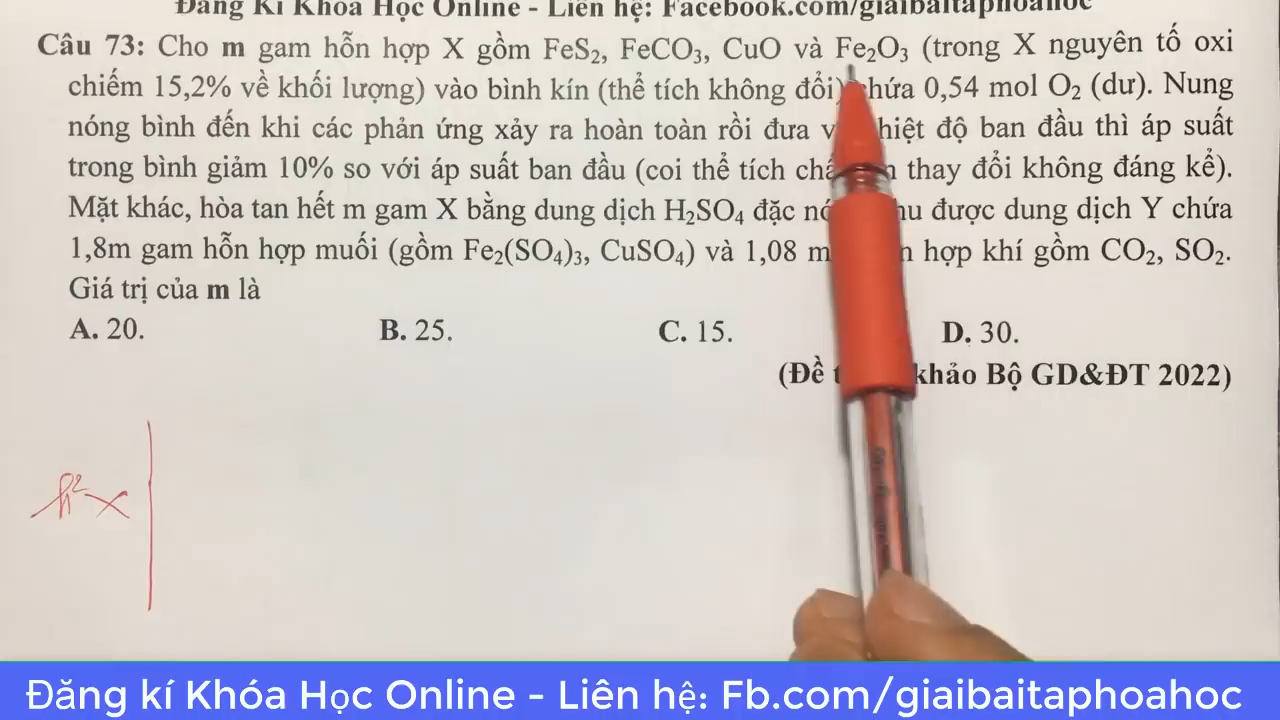 Đăng Kí Khóa Học Online - Liên hệ: Facebook.com/giaibaitaphoahoc
Câu 73: Cho m gam hỗn hợp X gồm FeS₂, FeCO₃, CuO và Fe₂O₃ (trong X nguyên tố oxi
chiếm 15,2% về khối lượng) vào bình kín (thể tích không đổi) chứa 0,54 mol O₂ (dư). Nung
nóng bình đến khi các phản ứng xảy ra hoàn toàn rồi đưa nhiệt độ ban đầu thì áp suất
trong bình giảm 10% so với áp suất ban đầu (coi thể tích thay đổi không đáng kể).
Mặt khác, hòa tan hết m gam X bằng dung dịch H₂SO₄ đặc thu được dung dịch Y chứa
1,8m gam hỗn hợp muối (gồm Fe₂(SO₄)₃, CuSO₄) và 1,08 hợp khí gồm CO₂, SO₂.
Giá trị của m là
A. 20. B. 25. C. 15. D. 30.
(Đề khảo Bộ GD&ĐT 2022)
h² X
Đăng kí Khóa Học Online - Liên hệ: Fb.com/giaibaitaphoahoc